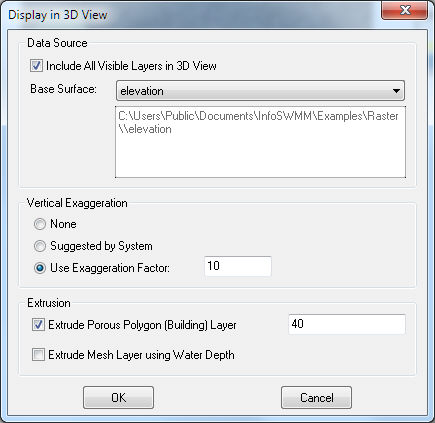 Display in 3D View
Data Source
Include All Visible Layers in 3D View
Base Surface:
elevation
C:\Users\Public\Documents\InfoSWMM\Examples\Raster
\\elevation
Vertical Exaggeration
None
Suggested by System
Use Exaggeration Factor:
10
Extrusion
Extrude Porous Polygon (Building) Layer
40
Extrude Mesh Layer using Water Depth
OK
Cancel